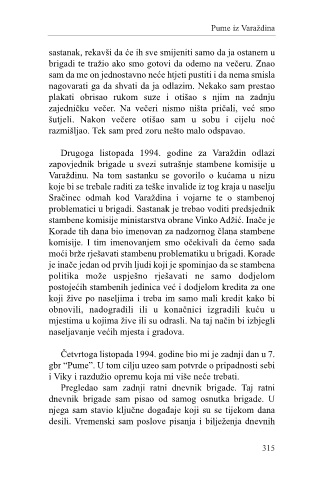 Pume iz Varaždina
sastanak, rekavši da će ih sve smijeniti samo da ja ostanem u
brigadi te tražio ako smo gotovi da odemo na večeru. Znao
sam da me on jednostavno neće htjeti pustiti i da nema smisla
nagovarati ga da shvati da ja odlazim. Nekako sam prestao
plakati obrisao rukom suze i otišao s njim na zadnju
zajedničku večer. Na večeri nismo ništa pričali, već smo
šutjeli. Nakon večere otišao sam u sobu i cijelu noć
razmišljao. Tek sam pred zoru nešto malo odspavao.
Drugoga listopada 1994. godine za Varaždin odlazi
zapovjednik brigade u svezi sutrašnje stambene komisije u
Varaždinu. Na tom sastanku se govorilo o kućama u nizu
koje bi se trebale raditi za teške invalide iz tog kraja u naselju
Sračinec odmah kod Varaždina i vojarne te o stambenoj
problematici u brigadi. Sastanak je trebao voditi predsjednik
stambene komisije ministarstva obrane Vinko Adžić. Inače je
Korade tih dana bio imenovan za nadzornog člana stambene
komisije. I tim imenovanjem smo očekivali da ćemo sada
moći brže rješavati stambenu problematiku u brigadi. Korade
je inače jedan od prvih ljudi koji je spominjao da se stambena
politika može uspješno rješavati ne samo dodjelom
postojećih stambenih jedinica već i dodjelom kredita za one
koji žive po naseljima i treba im samo mali kredit kako bi
obnovili, nadogradili ili u konačnici izgradili kuću u
mjestima u kojima žive ili su odrasli. Na taj način bi izbjegli
naseljavanje većih mjesta i gradova.
Četvrtoga listopada 1994. godine bio mi je zadnji dan u 7.
gbr “Pume”. U tom cilju uzeo sam potvrde o pripadnosti sebi
i Viky i razdužio opremu koja mi više neće trebati.
Pregledao sam zadnji ratni dnevnik brigade. Taj ratni
dnevnik brigade sam pisao od samog osnutka brigade. U
njega sam stavio ključne događaje koji su se tijekom dana
desili. Vremenski sam poslove pisanja i bilježenja dnevnih
315